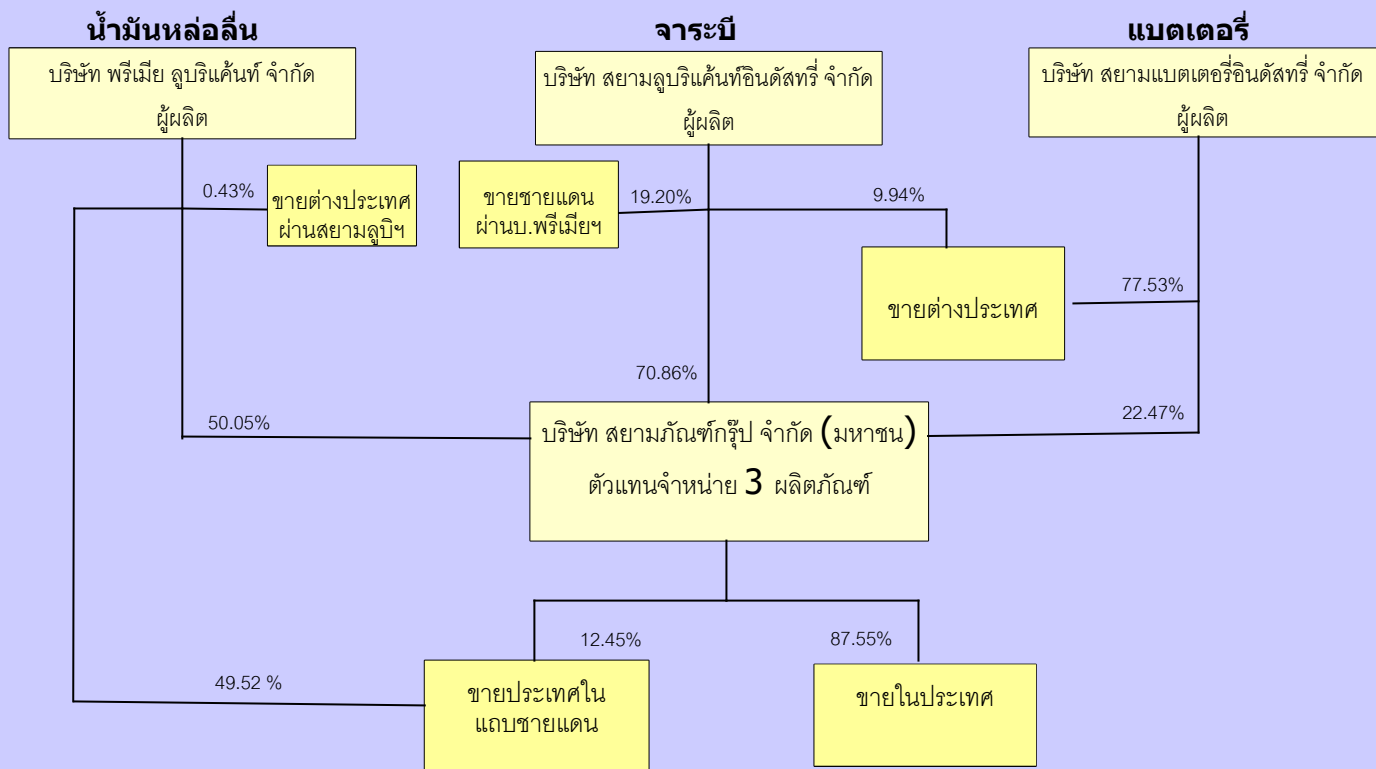 น้ำมันหล่อลื่น
จาระบี
แบตเตอรี่
บริษัท พรีเมีย ลูบริแค้นท์ จำกัด
ผู้ผลิต
บริษัท สยามลูบริแค้นท์อินดัสทรี่ จำกัด
ผู้ผลิต
บริษัท สยามแบตเตอรี่อินดัสทรี่ จำกัด
ผู้ผลิต
0.43%
ขายต่างประเทศ
ผ่านสยามลูบิฯ
ขายชายแดน
ผ่านบ.พรีเมียฯ
19.20%
9.94%
ขายต่างประเทศ
77.53%
70.86%
50.05%
22.47%
บริษัท สยามภัณฑ์กรุ๊ป จำกัด (มหาชน)
ตัวแทนจำหน่าย 3 ผลิตภัณฑ์
12.45%
87.55%
49.52 %
ขายประเทศใน
แถบชายแดน
ขายในประเทศ